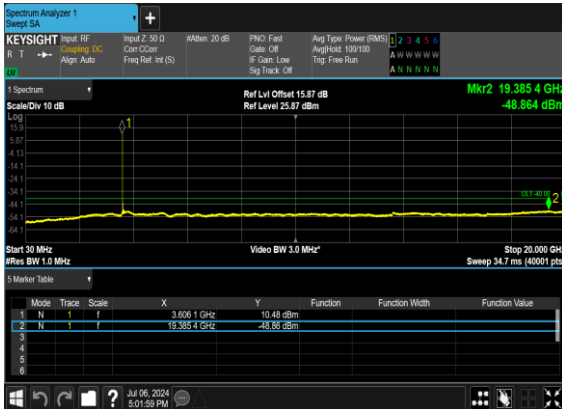 Spectrum Analyzer 1
Swept SA
+
KEYSIGHT Input: RF Input Z: 50 Ω #Atten: 20 dB PNO: Fast Avg Type: Power (RMS) 1 2 3 4 5 6
R T Coupling: DC Corr CCorr Gate: Off Avg|Hold: 100/100 A W W W W W
Align: Auto Freq Ref: Int (S) IF Gain: Low Trig: Free Run
Sig Track: Off A N N N N N
1 Spectrum
Scale/Div 10 dB
Ref Lvl Offset 15.87 dB
Ref Level 25.87 dBm
Mkr2 19.385 4 GHz
-48.864 dBm
Log
15.9
5.87
-4.13
-14.1
-24.1
-34.1
-44.1
-54.1
-64.1
1
2
Start 30 MHz Video BW 3.0 MHz* Stop 20.000 GHz
#Res BW 1.0 MHz Sweep 34.7 ms (40001 pts)
5 Marker Table
Mode Trace Scale X Y Function Function Width Function Value
1 N 1 f 3.606 1 GHz 10.48 dBm
2 N 1 f 19.385 4 GHz -48.86 dBm
3
4
5
6
?
Jul 06, 2024
5:01:59 PM